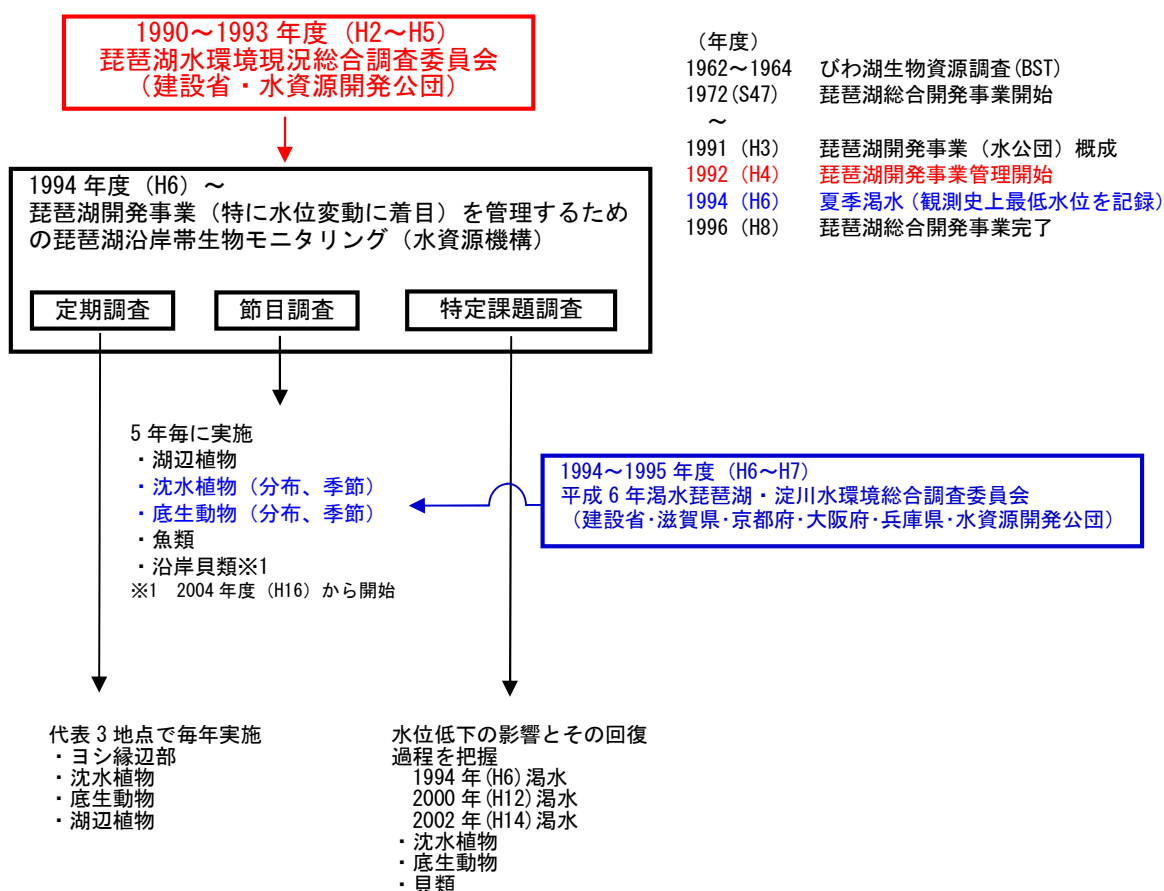 1990～1993 年度（H2～H5）
琵琶湖水環境現況総合調査委員会
（建設省・水資源開発公団）
（年度）
1962～1964　びわ湖生物資源調査(BST)
1972(S47)　琵琶湖総合開発事業開始
～
1991（H3）　琵琶湖開発事業（水公団）概成
1992（H4）　琵琶湖開発事業管理開始
1994（H6）　夏季渇水（観測史上最低水位を記録）
1996（H8）　琵琶湖総合開発事業完了
1994 年度（H6）～
琵琶湖開発事業（特に水位変動に着目）を管理するため
の琵琶湖沿岸帯生物モニタリング（水資源機構）
定期調査
節目調査
特定課題調査
5 年毎に実施
・湖辺植物
・沈水植物（分布、季節）
・底生動物（分布、季節）
・魚類
・沿岸貝類※1
※1　2004 年度（H16）から開始
1994～1995 年度（H6～H7）
平成 6 年渇水琵琶湖・淀川水環境総合調査委員会
（建設省･滋賀県･京都府･大阪府･兵庫県･水資源開発公団）
代表 3 地点で毎年実施
・ヨシ縁辺部
・沈水植物
・底生動物
・湖辺植物
水位低下の影響とその回復
過程を把握
1994 年(H6)渇水
2000 年(H12)渇水
2002 年(H14)渇水
・沈水植物
・底生動物
・貝類